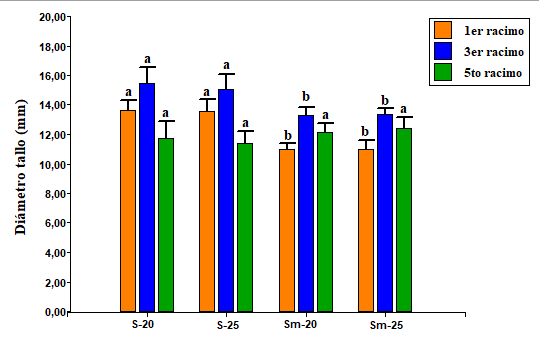 20,00
18,00
16,00
14,00
12,00
10,00
8,00
6,00
4,00
2,00
0,00
Diámetro tallo (mm)
1er racimo
3er racimo
5to racimo
a a a
a a a
b b a
b b a
S-20 S-25 Sm-20 Sm-25